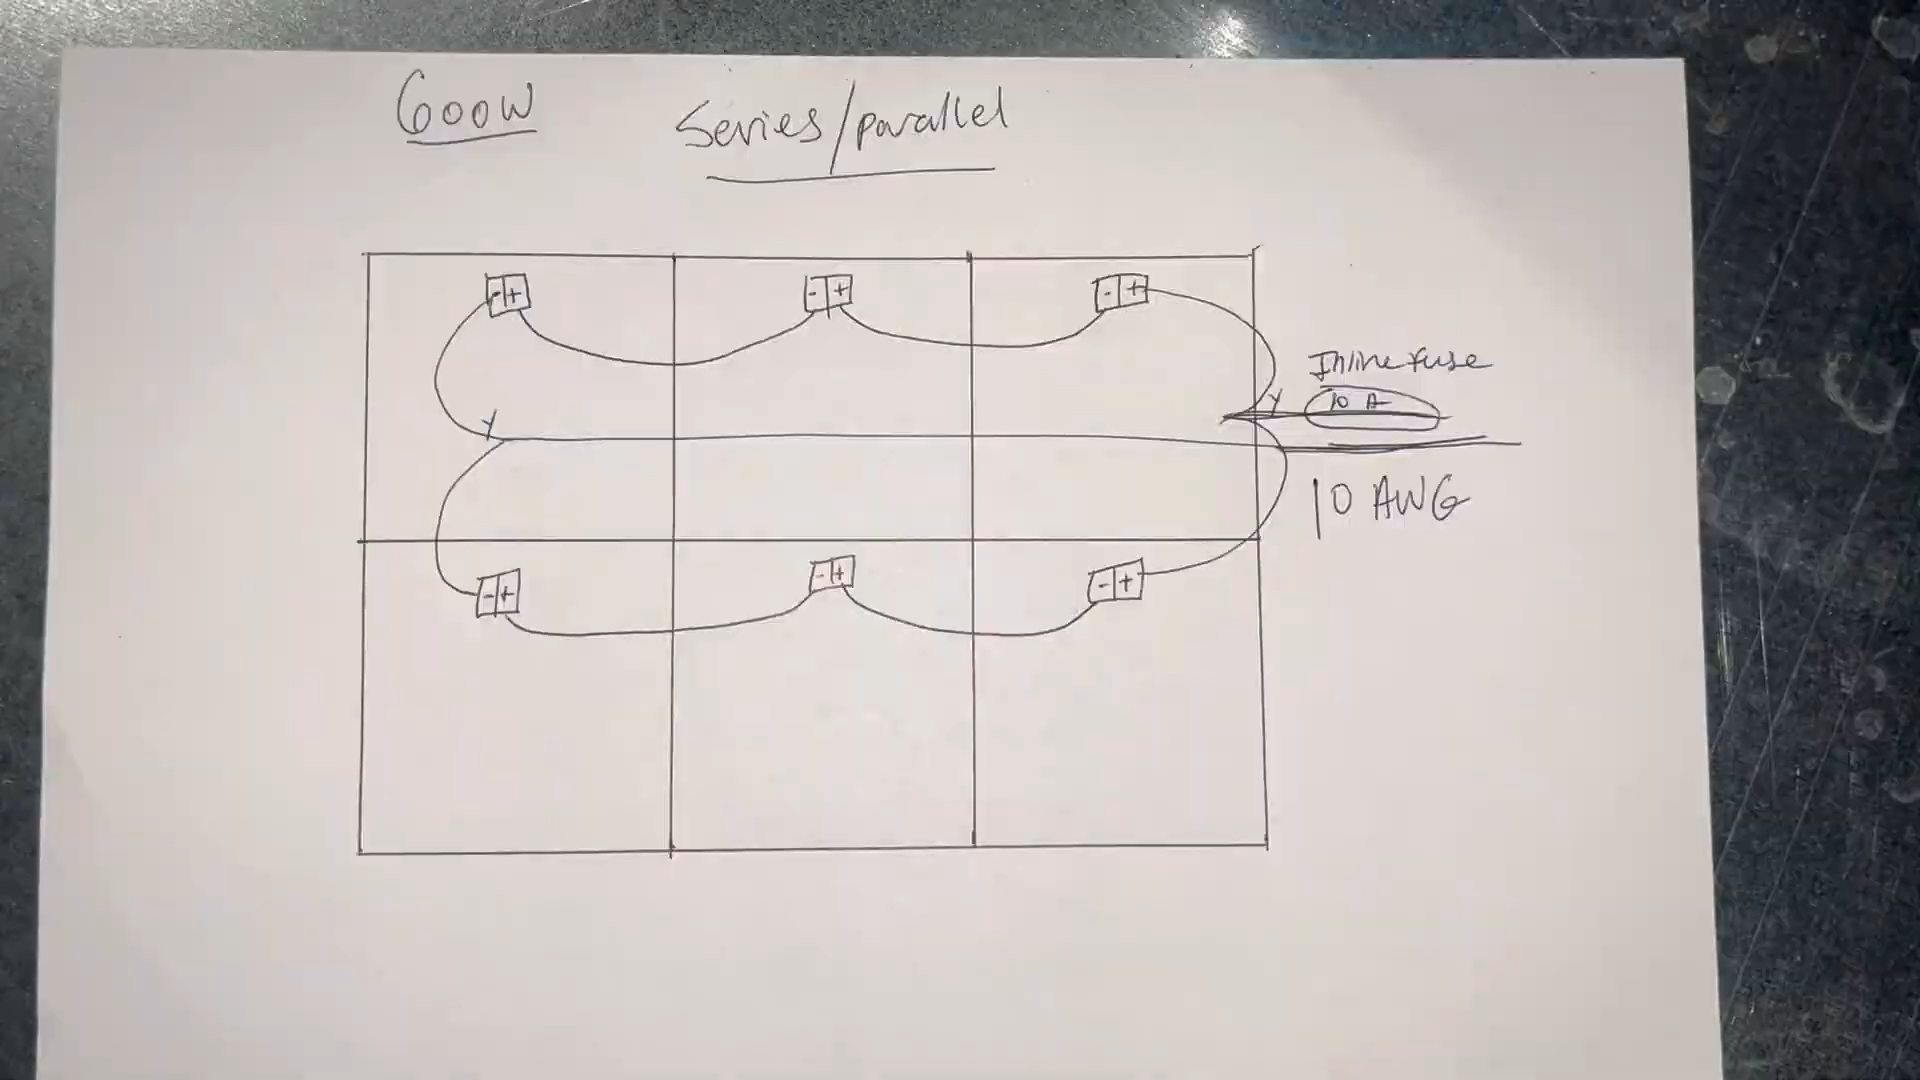 600W
Series/parallel
- + - + - +
Inline fuse
Y
10 A
Y
10 AWG
- + - + - +